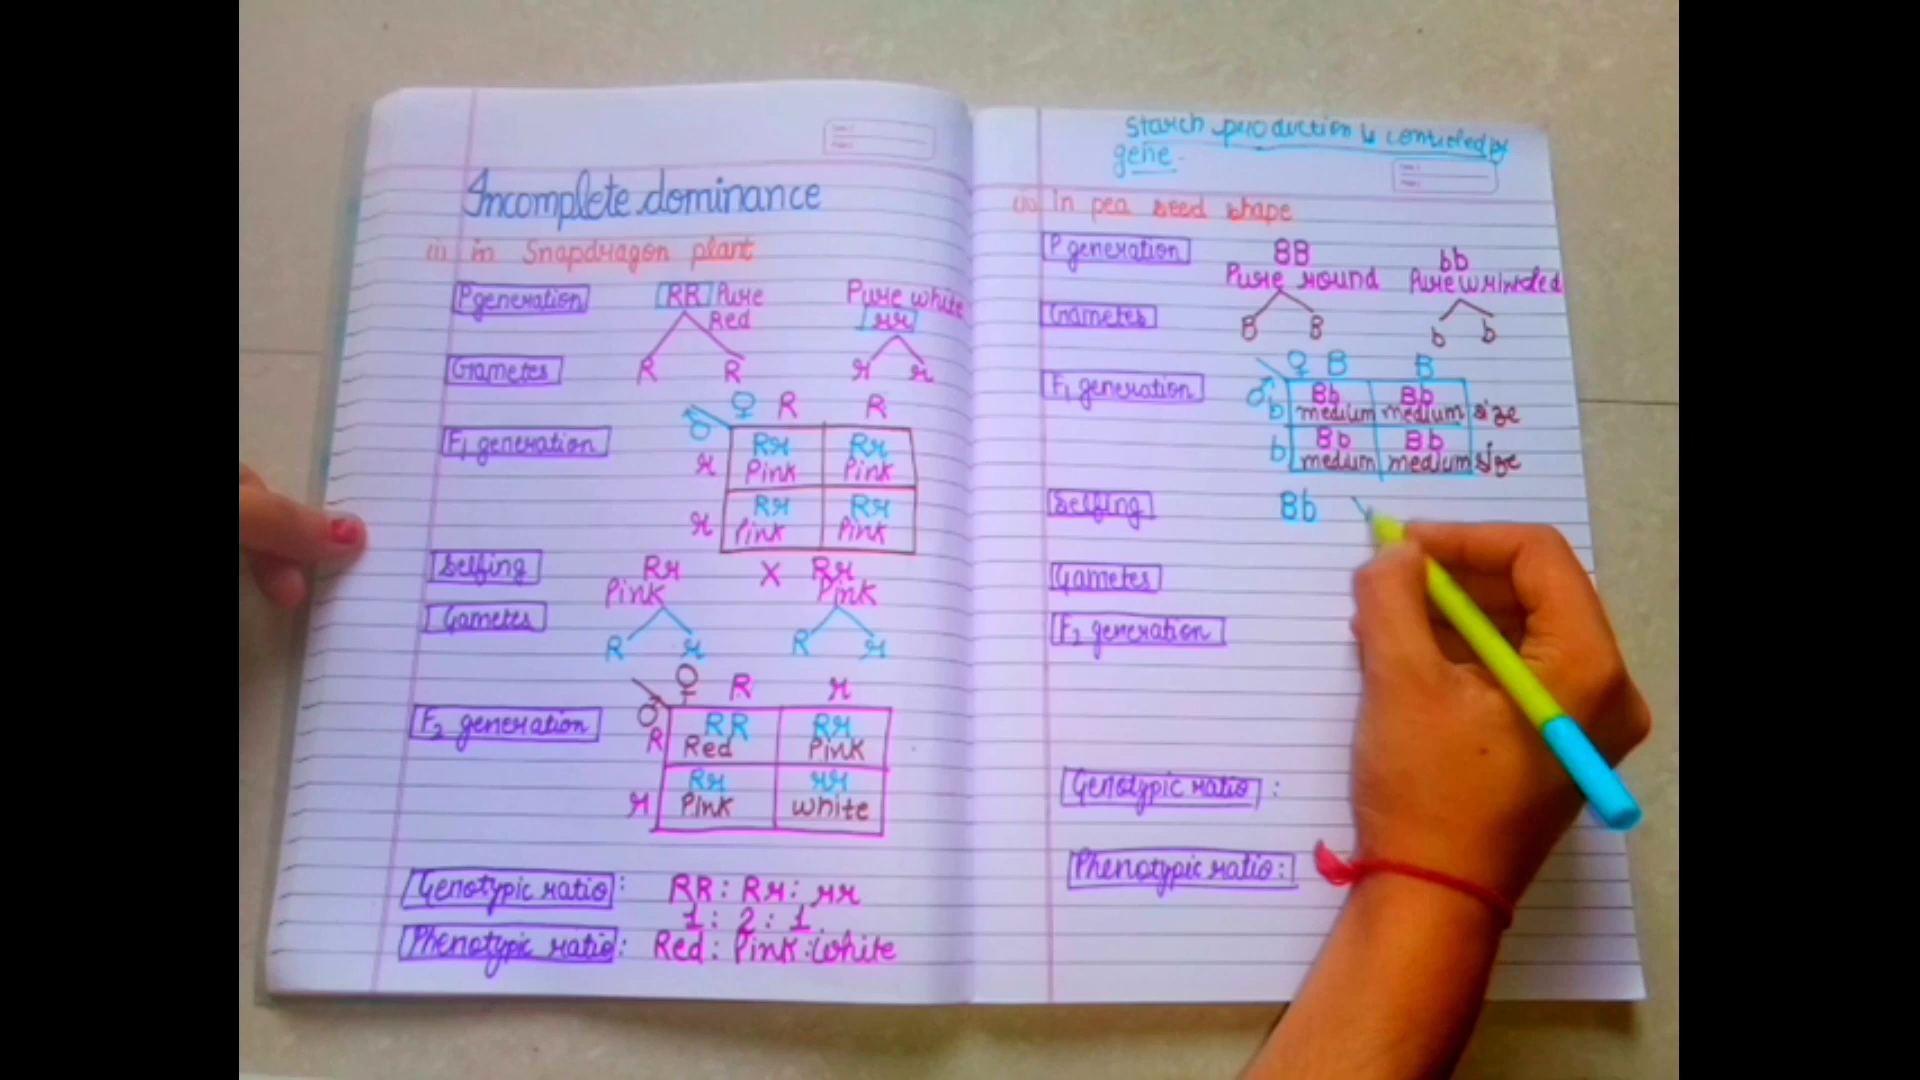 Incomplete dominance
(i) in Snapdragon plant
P generation RR Pure Red Pure white rr
Gametes R R r r
♀ R R
♂
F₁ generation
r Rr Pink Rr Pink
r Rr Pink Rr Pink
Selfing Rr Pink X Rr Pink
Gametes R r R r
♀ R r
♂
F₂ generation
R RR Red Rr Pink
r Rr Pink rr white
Genotypic ratio: RR : Rr : rr
1 : 2 : 1
Phenotypic ratio: Red : Pink : White
Starch production is controled by
gene.
(ii) In pea seed shape
P generation BB bb
Pure round Pure wrinkled
Gametes B B b b
♀ B B
F₁ generation ♂
b Bb medium Bb medium size
b Bb medium Bb medium size
Selfing Bb
Gametes
F₂ generation
Genotypic ratio :
Phenotypic ratio :